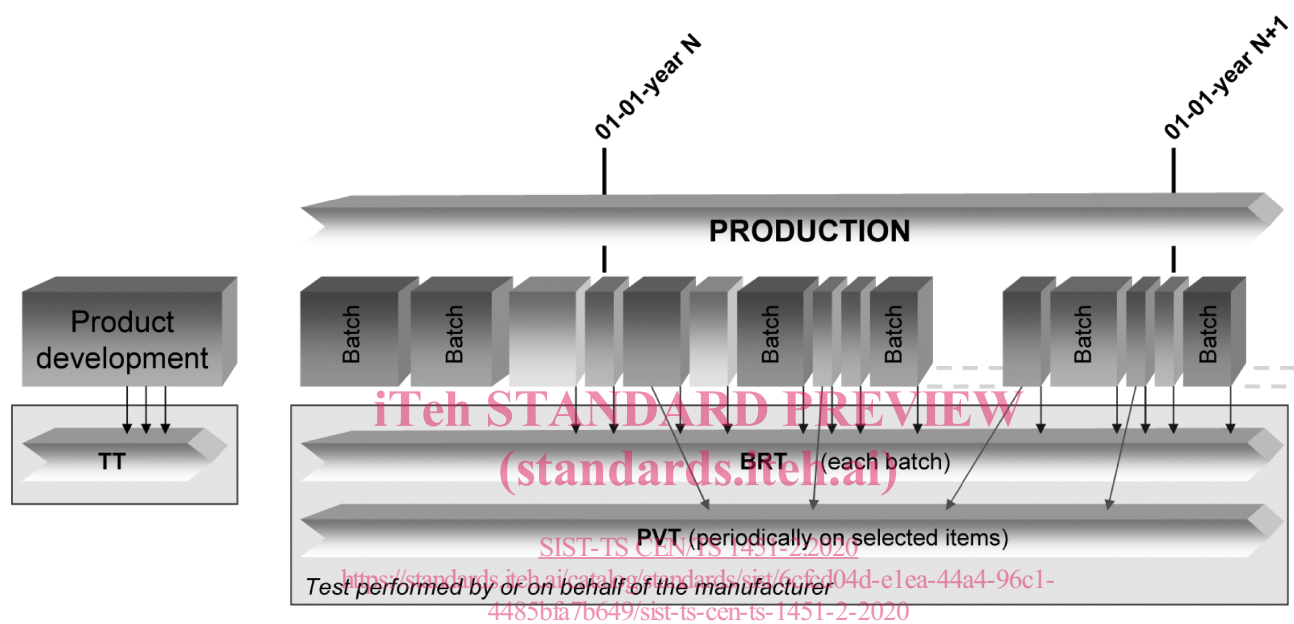 01-01-year N
01-01-year N+1
PRODUCTION
Product
development
Batch
Batch
Batch
Batch
Batch
Batch
iTeh STANDARD PREVIEW
TT
BRT (each batch)
(standards.iteh.ai)
PVT (periodically on selected items)
SIST-TS CEN/TS 1451-2:2020
https://standards.iteh.ai/catalog/standards/sist/6cfcd04d-e1ea-44a4-96c1-
Test performed by or on behalf of the manufacturer
4485bfa7b649/sist-ts-cen-ts-1451-2-2020